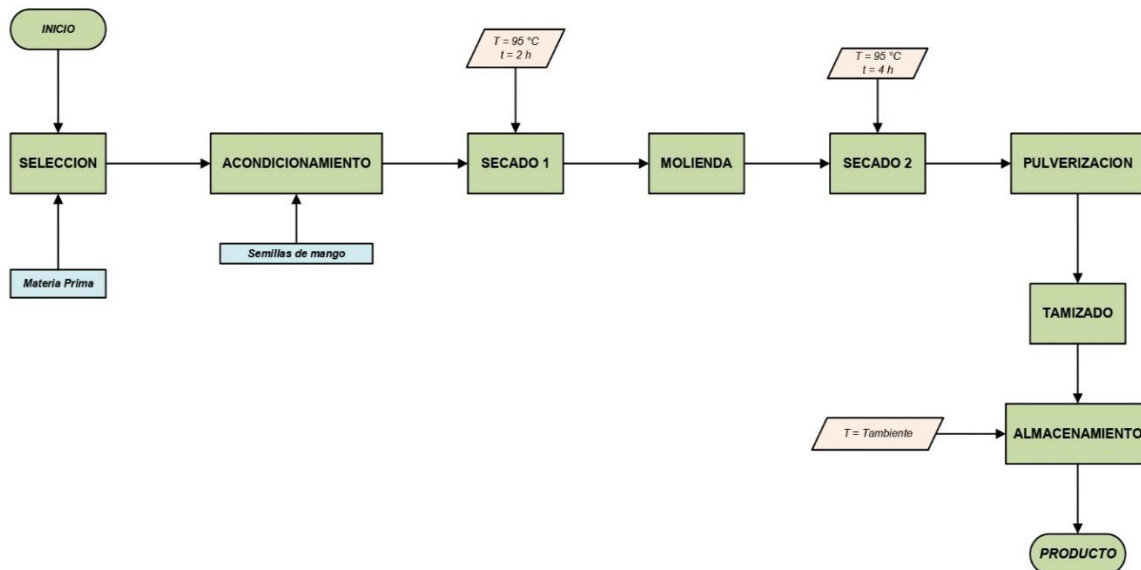 INICIO
T = 95 °C
t = 2 h
T = 95 °C
t = 4 h
SELECCION
ACONDICIONAMIENTO
SECADO 1
MOLIENDA
SECADO 2
PULVERIZACION
Semillas de mango
Materia Prima
TAMIZADO
T = Tambiente
ALMACENAMIENTO
PRODUCTO